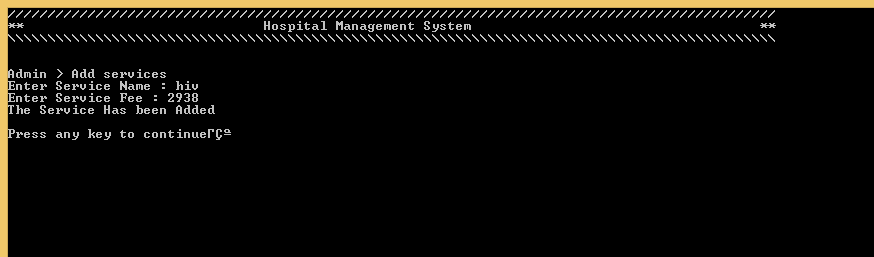 ////////////////////////////////////////////////////////////////////////////////////////////////
** Hospital Management System **
\\\\\\\\\\\\\\\\\\\\\\\\\\\\\\\\\\\\\\\\\\\\\\\\\\\\\\\\\\\\\\\\\\\\\\\\\\\\\\\\\\\\\\\\\\\\\\\\
Admin > Add services
Enter Service Name : hiv
Enter Service Fee : 2938
The Service Has been Added
Press any key to continueΓÇª